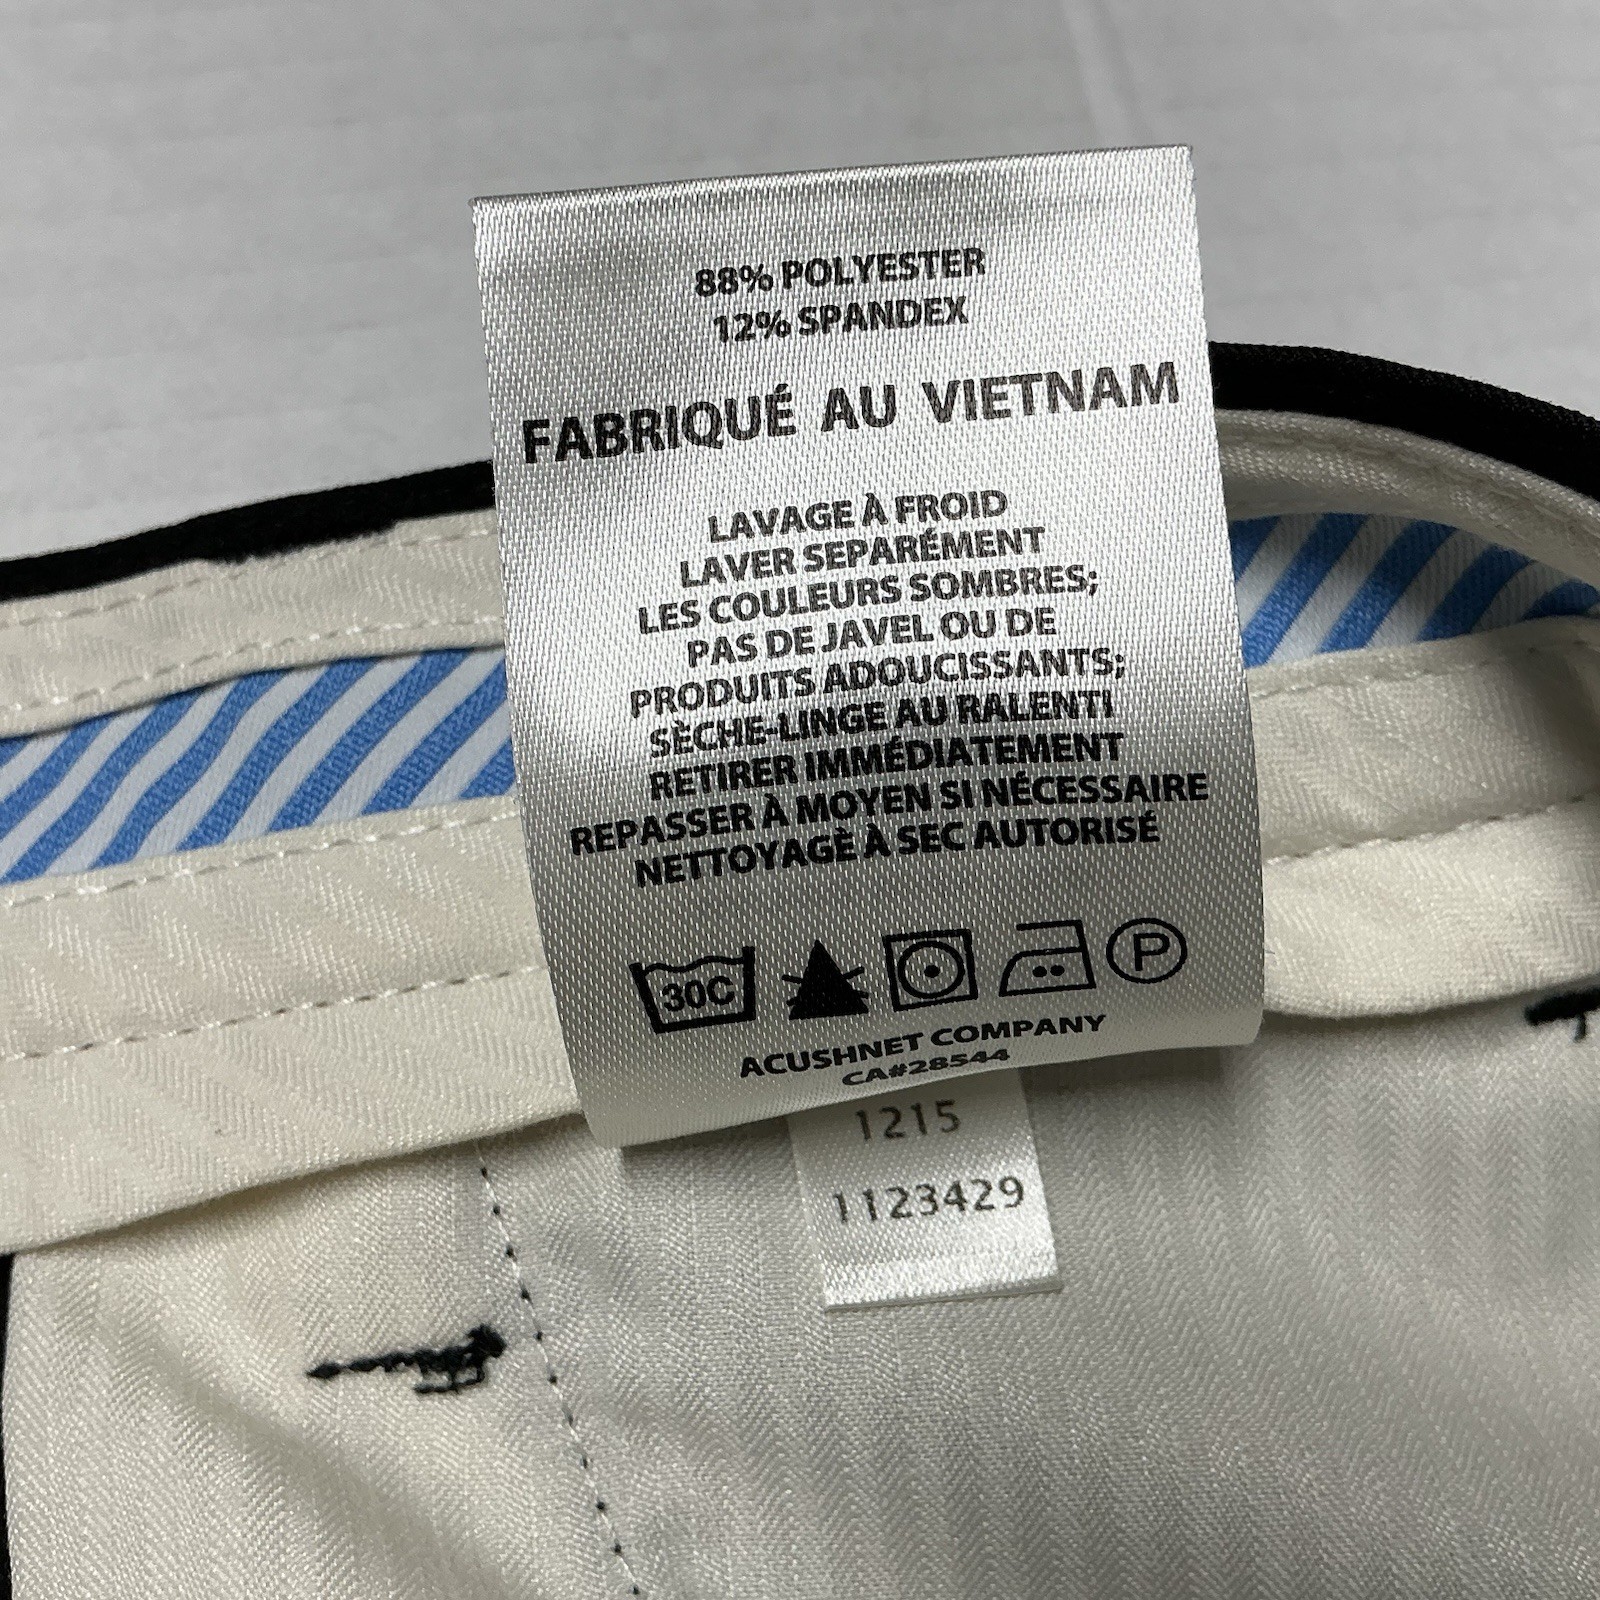 88% POLYESTER
12% SPANDEX
FABRIQUÉ AU VIETNAM
LAVAGE À FROID
LAVER SEPARÉMENT
LES COULEURS SOMBRES;
PAS DE JAVEL OU DE
PRODUITS ADOUCISSANTS;
SÈCHE-LINGE AU RALENTI
RETIRER IMMÉDIATEMENT
REPASSER À MOYEN SI NÉCESSAIRE
NETTOYAGÈ À SEC AUTORISÉ
30C P
ACUSHNET COMPANY
CA#28544
1215
1123429